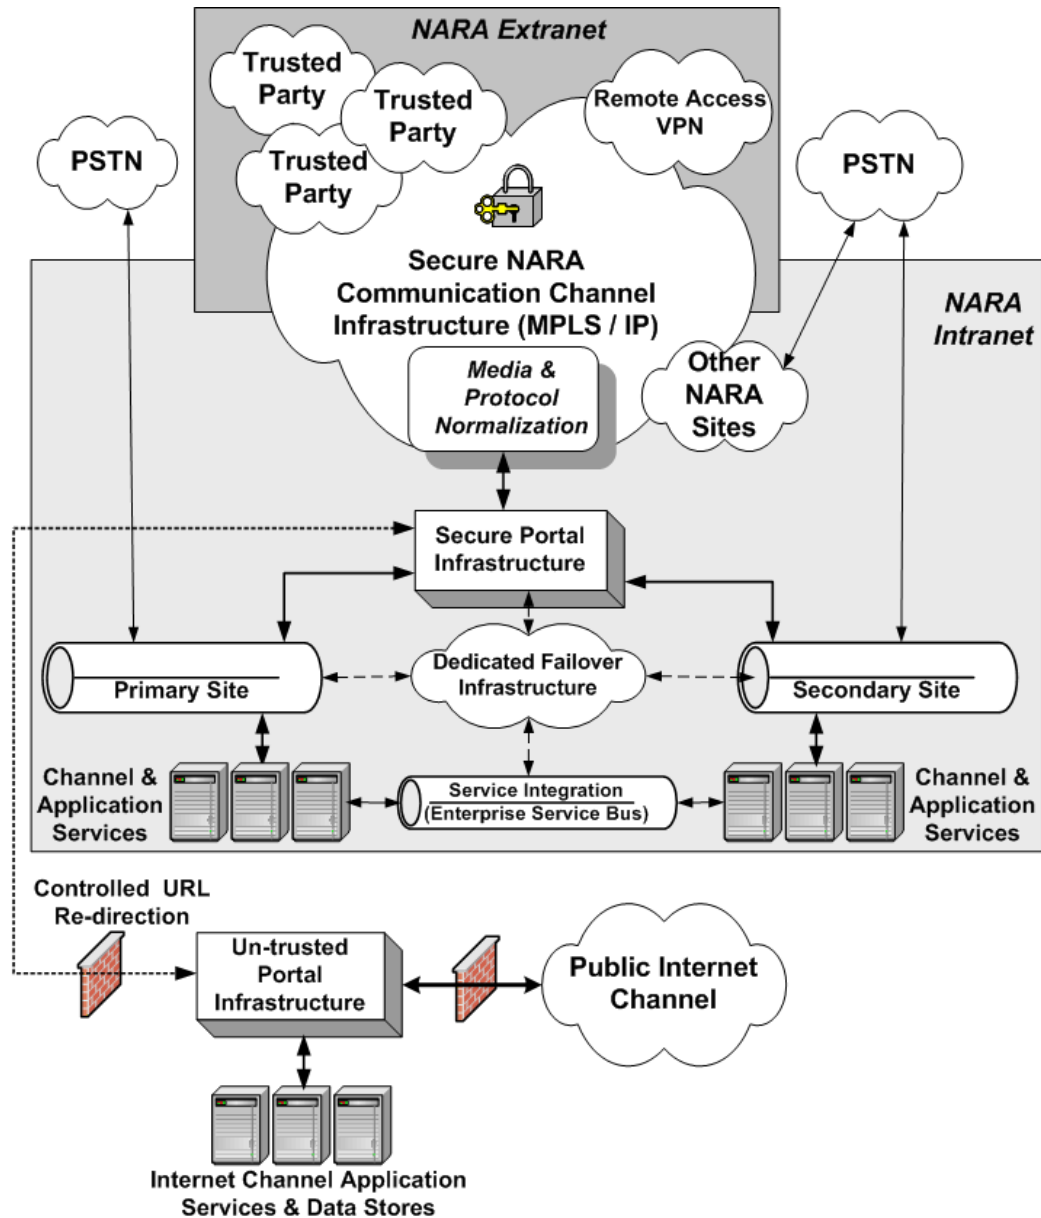 NARA Extranet
Trusted
Party
Trusted
Party
Trusted
Party
Remote Access
VPN
PSTN
PSTN
Secure NARA
Communication Channel
Infrastructure (MPLS / IP)
NARA
Intranet
Media &
Protocol
Normalization
Other
NARA
Sites
Secure Portal
Infrastructure
Primary Site
Dedicated Failover
Infrastructure
Secondary Site
Channel &
Application
Services
Service Integration
(Enterprise Service Bus)
Channel &
Application
Services
Controlled URL
Re-direction
Un-trusted
Portal
Infrastructure
Public Internet
Channel
Internet Channel Application
Services & Data Stores